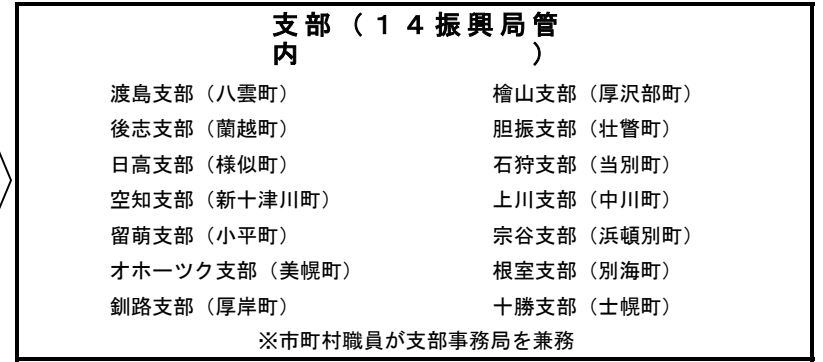 支部（１４振興局管
内）
渡島支部（八雲町） 檜山支部（厚沢部町）
後志支部（蘭越町） 胆振支部（壮瞥町）
日高支部（様似町） 石狩支部（当別町）
空知支部（新十津川町） 上川支部（中川町）
留萌支部（小平町） 宗谷支部（浜頓別町）
オホーツク支部（美幌町） 根室支部（別海町）
釧路支部（厚岸町） 十勝支部（士幌町）
※市町村職員が支部事務局を兼務